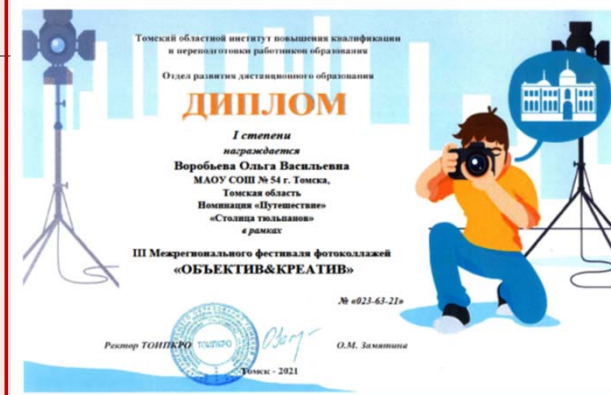 Томский областной институт повышения квалификации
и переподготовки работников образования
Отдел развития дистанционного образования
ДИПЛОМ
I степени
награждается
Воробьева Ольга Васильевна
МАОУ СОШ № 54 г. Томска,
Томская область
Номинация «Путешествие»
«Столица тюльпанов»
в рамках
III Межрегионального фестиваля фотоколлажей
«ОБЪЕКТИВ&КРЕАТИВ»
№ «023-63-21»
Ректор ТОИПКРО
ТОИПКРО
О.М. Замятина
Томск - 2021